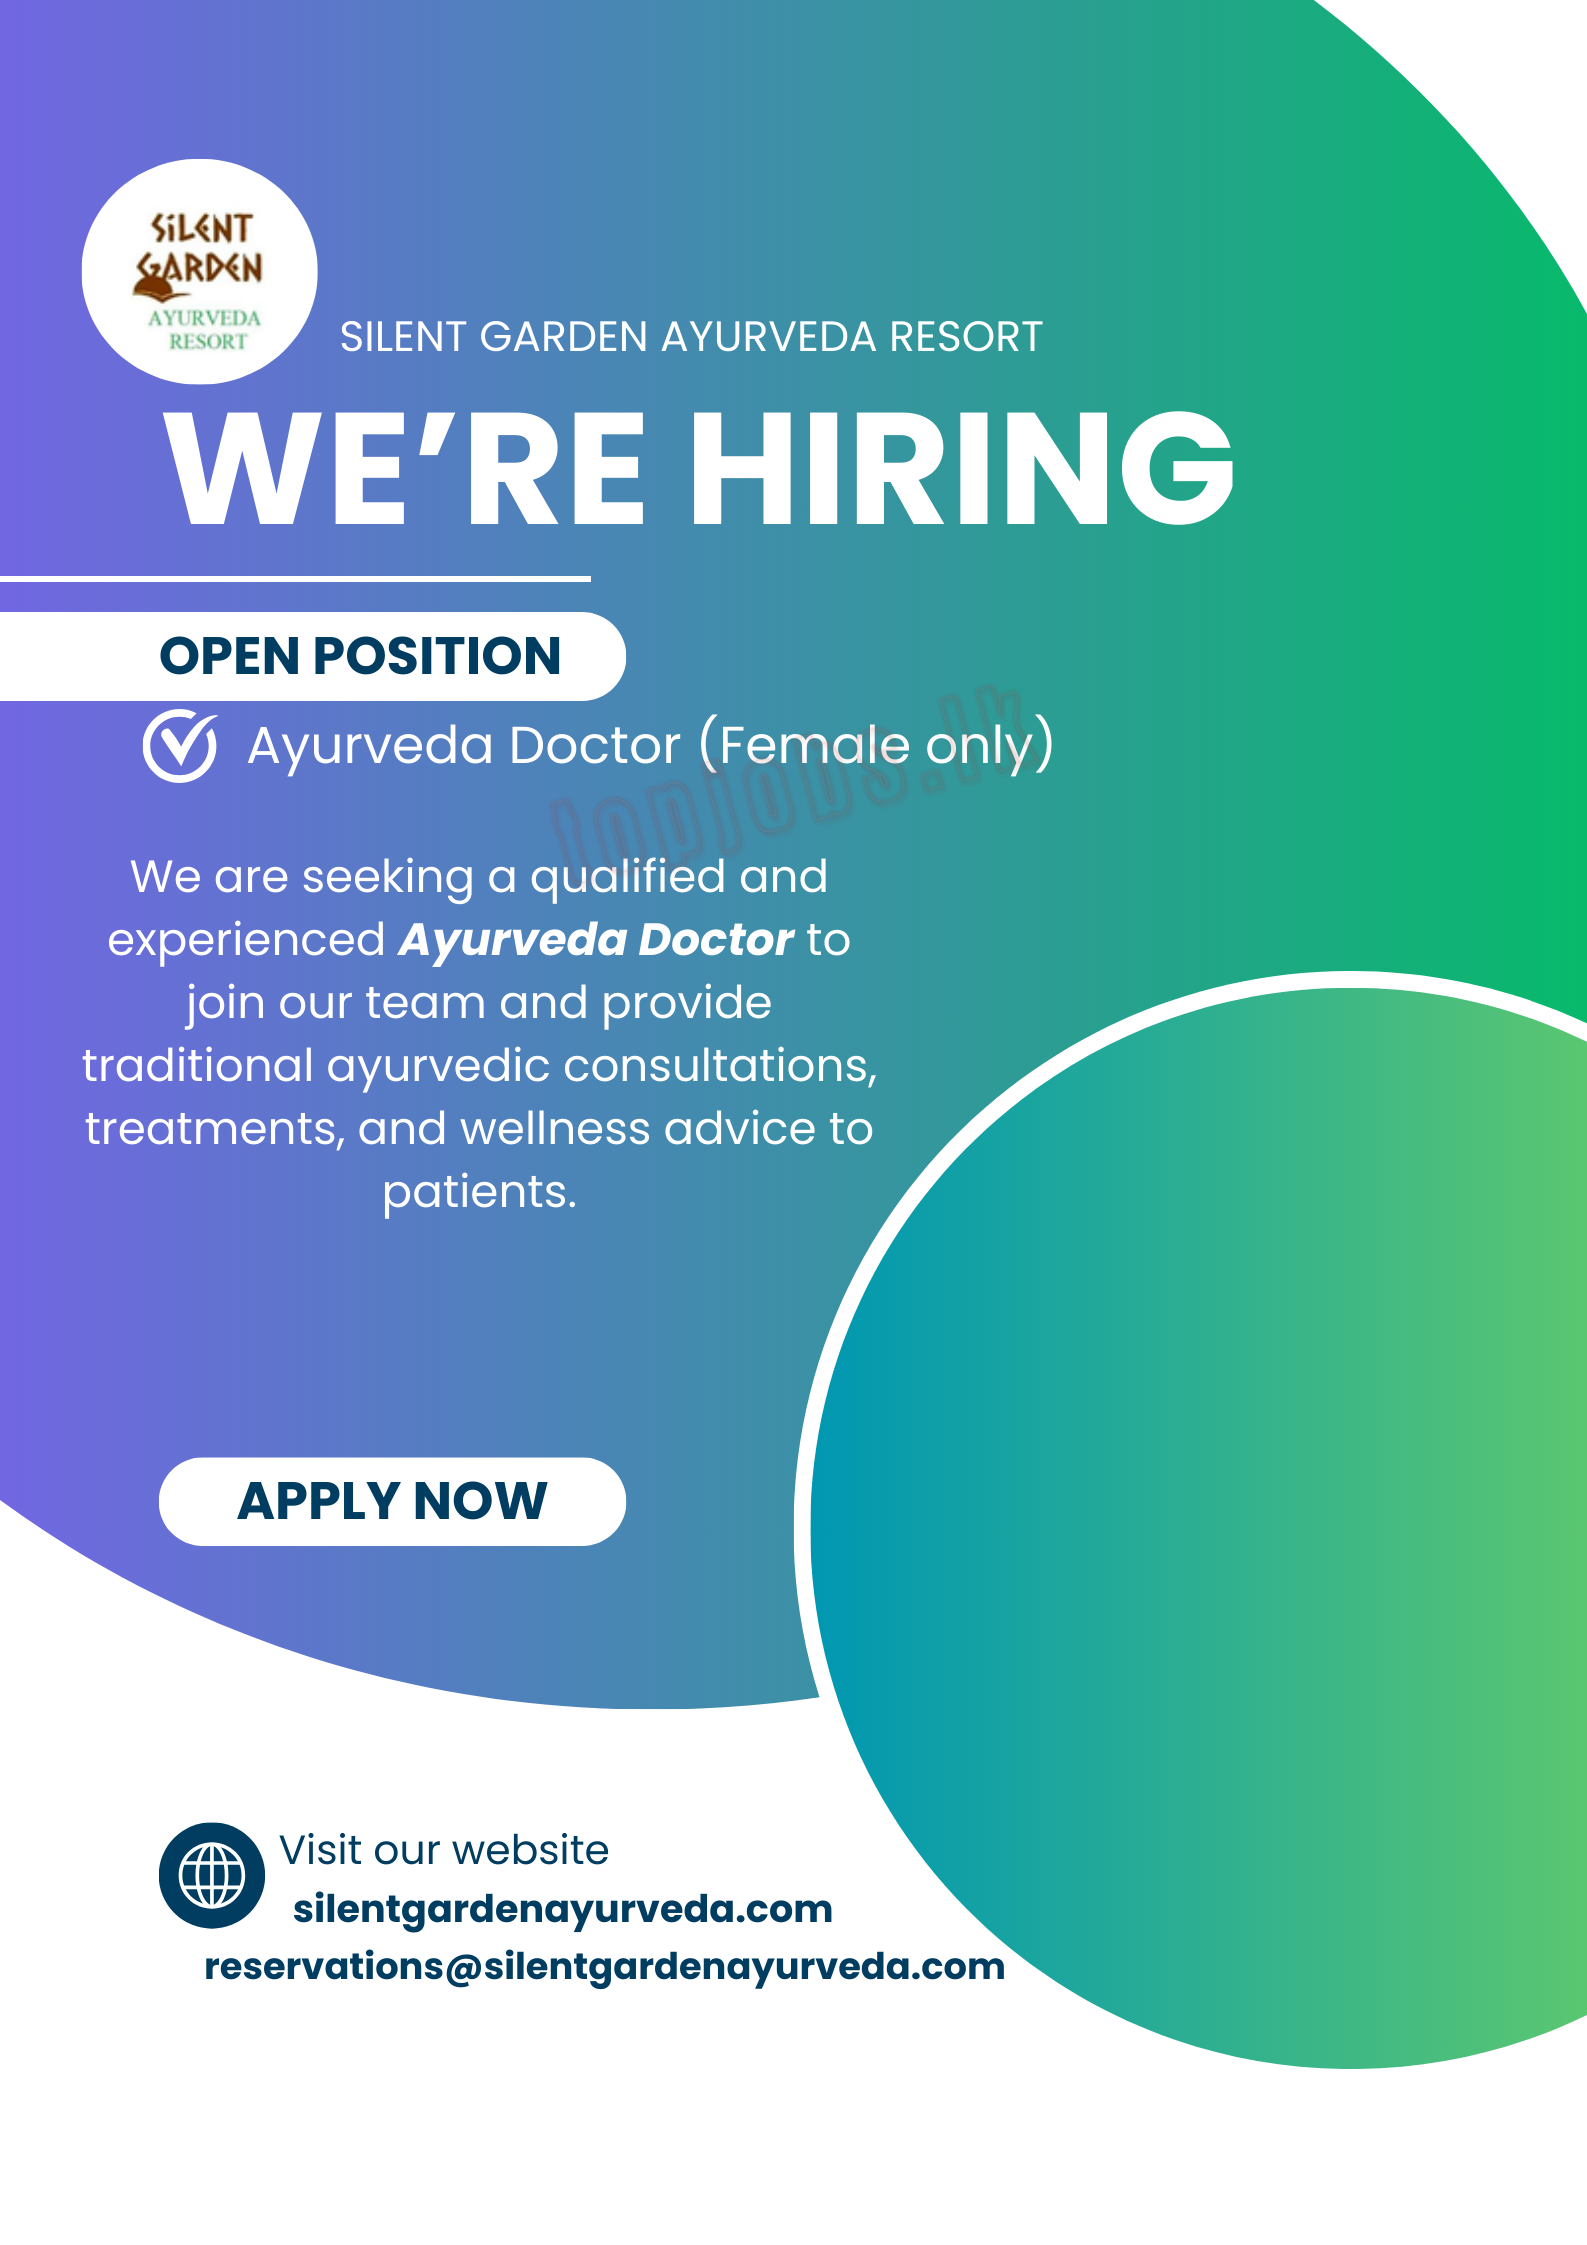 SiLENT
GARDEN
AYURVEDA
RESORT
SILENT GARDEN AYURVEDA RESORT
WE’RE HIRING
OPEN POSITION
Ayurveda Doctor (Female only)
topjobs.lk
We are seeking a qualified and
experienced Ayurveda Doctor to
join our team and provide
traditional ayurvedic consultations,
treatments, and wellness advice to
patients.
APPLY NOW
Visit our website
silentgardenayurveda.com
reservations@silentgardenayurveda.com